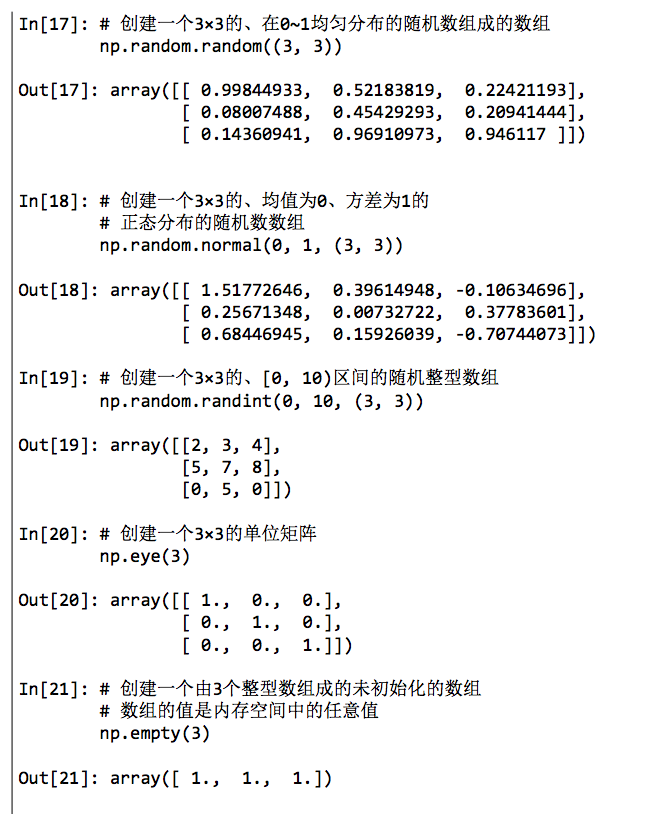 In[17]: # 创建一个3×3的、在0~1均匀分布的随机数组成的数组
np.random.random((3, 3))
Out[17]: array([[ 0.99844933,  0.52183819,  0.22421193],
[ 0.08007488,  0.45429293,  0.20941444],
[ 0.14360941,  0.96910973,  0.946117 ]])
In[18]: # 创建一个3×3的、均值为0、方差为1的
# 正态分布的随机数数组
np.random.normal(0, 1, (3, 3))
Out[18]: array([[ 1.51772646,  0.39614948, -0.10634696],
[ 0.25671348,  0.00732722,  0.37783601],
[ 0.68446945,  0.15926039, -0.70744073]])
In[19]: # 创建一个3×3的、[0, 10)区间的随机整型数组
np.random.randint(0, 10, (3, 3))
Out[19]: array([[2, 3, 4],
[5, 7, 8],
[0, 5, 0]])
In[20]: # 创建一个3×3的单位矩阵
np.eye(3)
Out[20]: array([[ 1.,  0.,  0.],
[ 0.,  1.,  0.],
[ 0.,  0.,  1.]])
In[21]: # 创建一个由3个整型数组成的未初始化的数组
# 数组的值是内存空间中的任意值
np.empty(3)
Out[21]: array([ 1.,  1.,  1.])